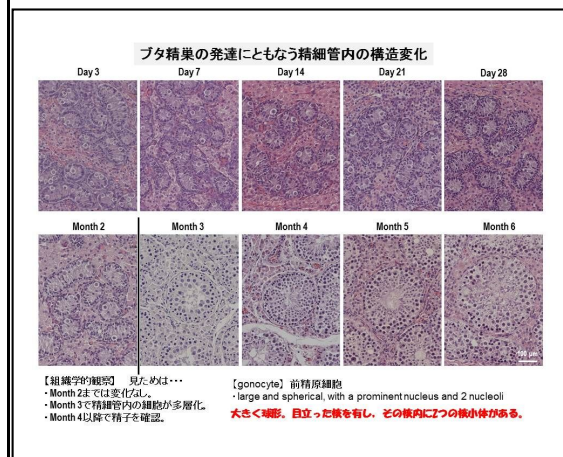 ブタ精巣の発達にともなう精細管内の構造変化
Day 3 Day 7 Day 14 Day 21 Day 28
Month 2 Month 3 Month 4 Month 5 Month 6
100 μm
【組織学的観察】 見ためは・・・
・Month 2までは変化なし。
・Month 3で精細管内の細胞が多層化。
・Month 4以降で精子を確認。
【gonocyte】 前精原細胞
・large and spherical, with a prominent nucleus and 2 nucleoli
大きく球形。目立った核を有し、その核内に2つの核小体がある。